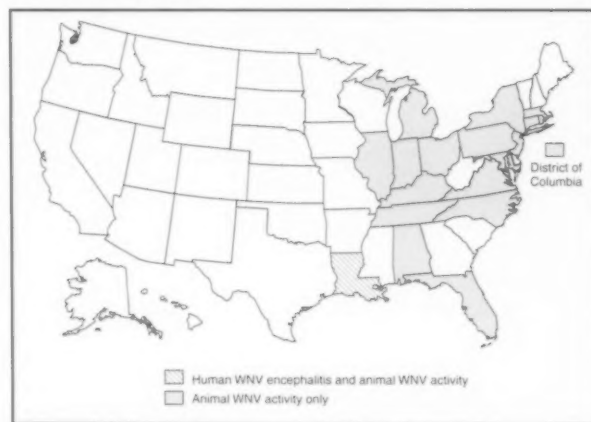 District of
Columbia
Human WNV encephalitis and animal WNV activity
Animal WNV activity only